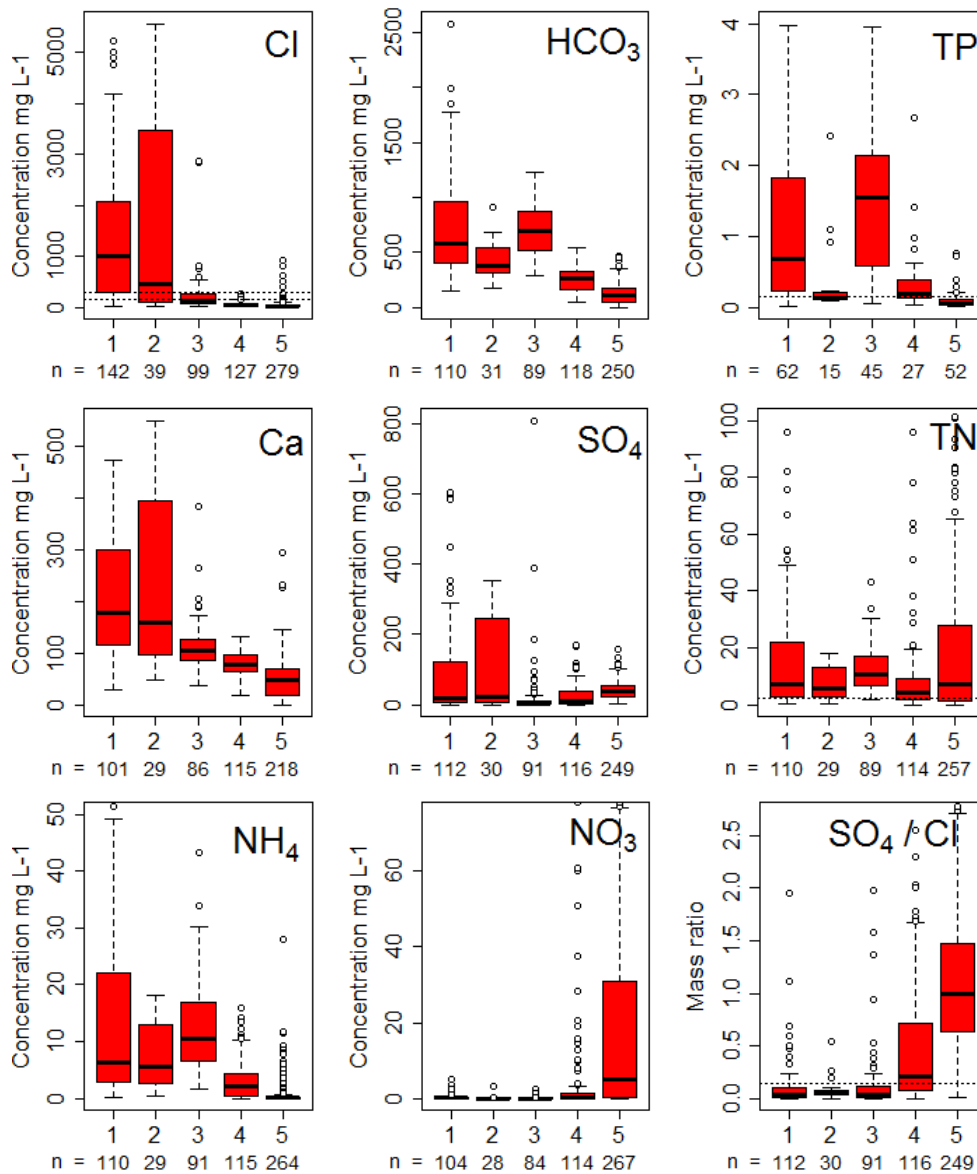 Cl
Concentration mg L-1
5000
3000
1000
0
1 2 3 4 5
n = 142 39 99 127 279
HCO3
Concentration mg L-1
2500
1500
500
0
1 2 3 4 5
n = 110 31 89 118 250
TP
Concentration mg L-1
4
3
2
1
0
1 2 3 4 5
n = 62 15 45 27 52
Ca
Concentration mg L-1
500
300
100
0
1 2 3 4 5
n = 101 29 86 115 218
SO4
Concentration mg L-1
800
600
400
200
0
1 2 3 4 5
n = 112 30 91 116 249
TN
Concentration mg L-1
100
80
60
40
20
0
1 2 3 4 5
n = 110 29 89 114 257
NH4
Concentration mg L-1
50
40
30
20
10
0
1 2 3 4 5
n = 110 29 91 115 264
NO3
Concentration mg L-1
60
40
20
0
1 2 3 4 5
n = 104 28 84 114 267
SO4 / Cl
Mass ratio
2.5
2.0
1.5
1.0
0.5
0.0
1 2 3 4 5
n = 112 30 91 116 249